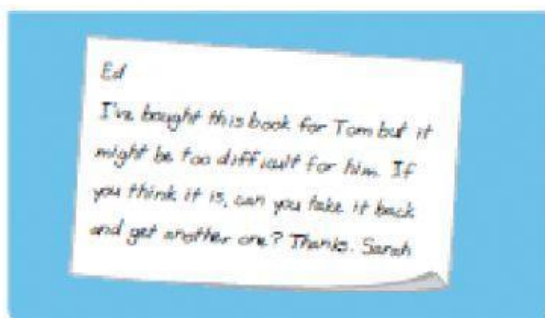 Ed
I've bought this book for Tom but it
might be too difficult for him. If
you think it is, can you take it back
and get another one? Thanks. Sarah